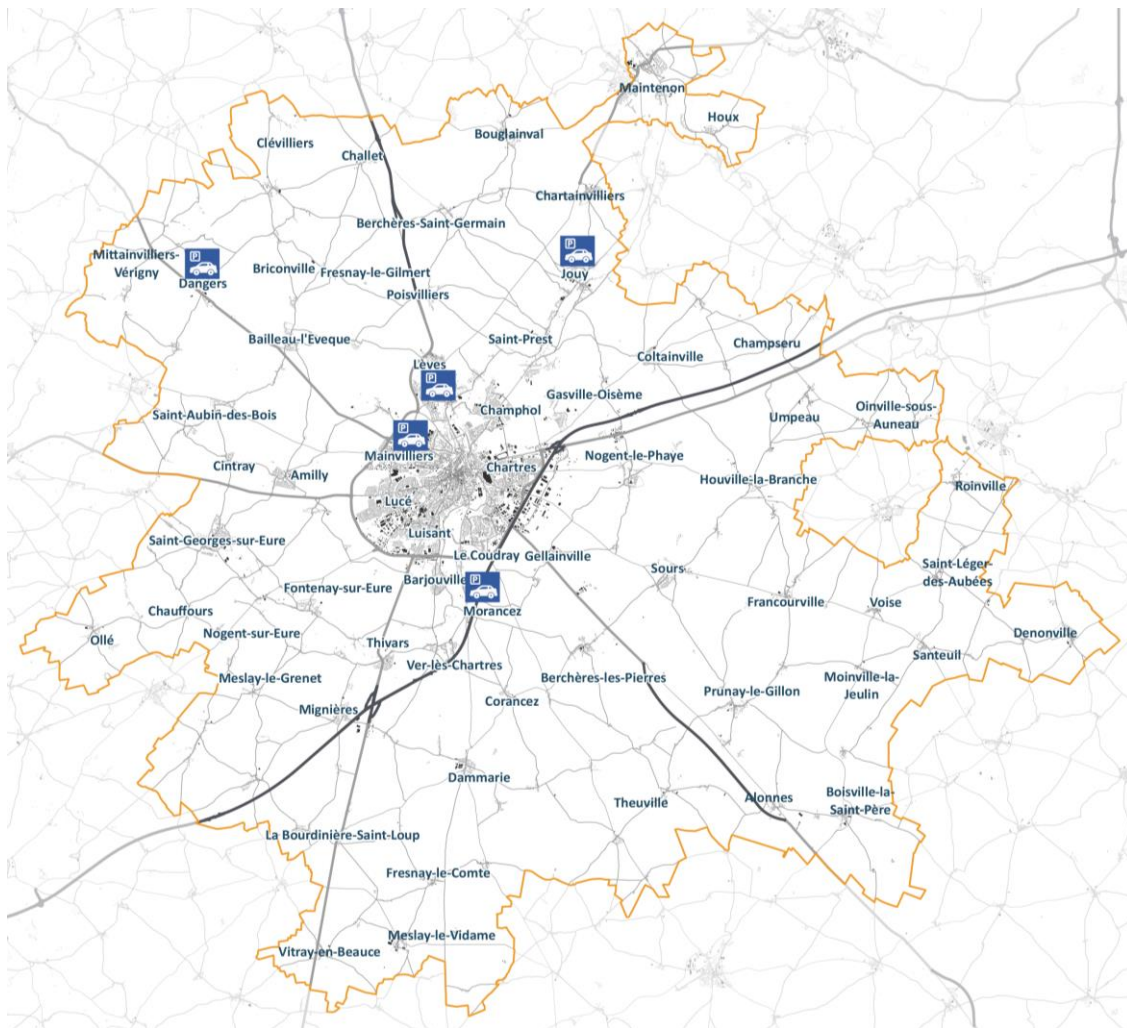 Maintenon
Houx
Bouglainval
Clévilliers
Challet
Chartainvilliers
Berchères-Saint-Germain
Mittainvilliers-
Vérigny
P
Dangers
Briconville
Fresnay-le-Gilmert
P
Jouy
Poisvilliers
Bailleau-l'Eveque
Saint-Prest
Coltainville
Champseru
Lèves
P
Gasville-Oisème
Champhol
Saint-Aubin-des-Bois
Umpeau
Oinville-sous-
Auneau
P
Mainvilliers
Cintray
Amilly
Chartres
Nogent-le-Phaye
Houville-la-Branche
Roinville
Lucé
Luisant
Saint-Georges-sur-Eure
Le Coudray
Gellainville
Sours
Saint-Léger-
des-Aubées
Fontenay-sur-Eure
Barjouville
P
Morancez
Francourville
Voise
Chauffours
Ollé
Nogent-sur-Eure
Thivars
Denonville
Santeuil
Ver-lès-Chartres
Meslay-le-Grenet
Berchères-les-Pierres
Moinville-la-
Jeulin
Prunay-le-Gillon
Corancez
Mignières
Dammarie
Theuville
Alonnes
Boisville-la-
Saint-Père
La Bourdinière-Saint-Loup
Fresnay-le-Comte
Meslay-le-Vidame
Vitray-en-Beauce